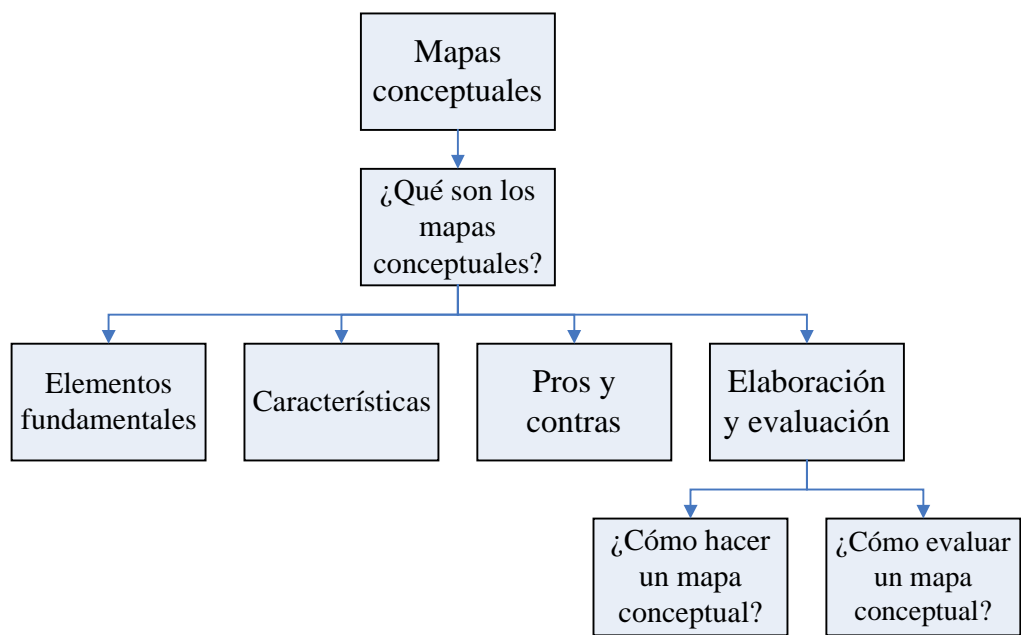 Mapas
conceptuales
¿Qué son los
mapas
conceptuales?
Elementos
fundamentales
Características
Pros y
contras
Elaboración
y evaluación
¿Cómo hacer
un mapa
conceptual?
¿Cómo evaluar
un mapa
conceptual?